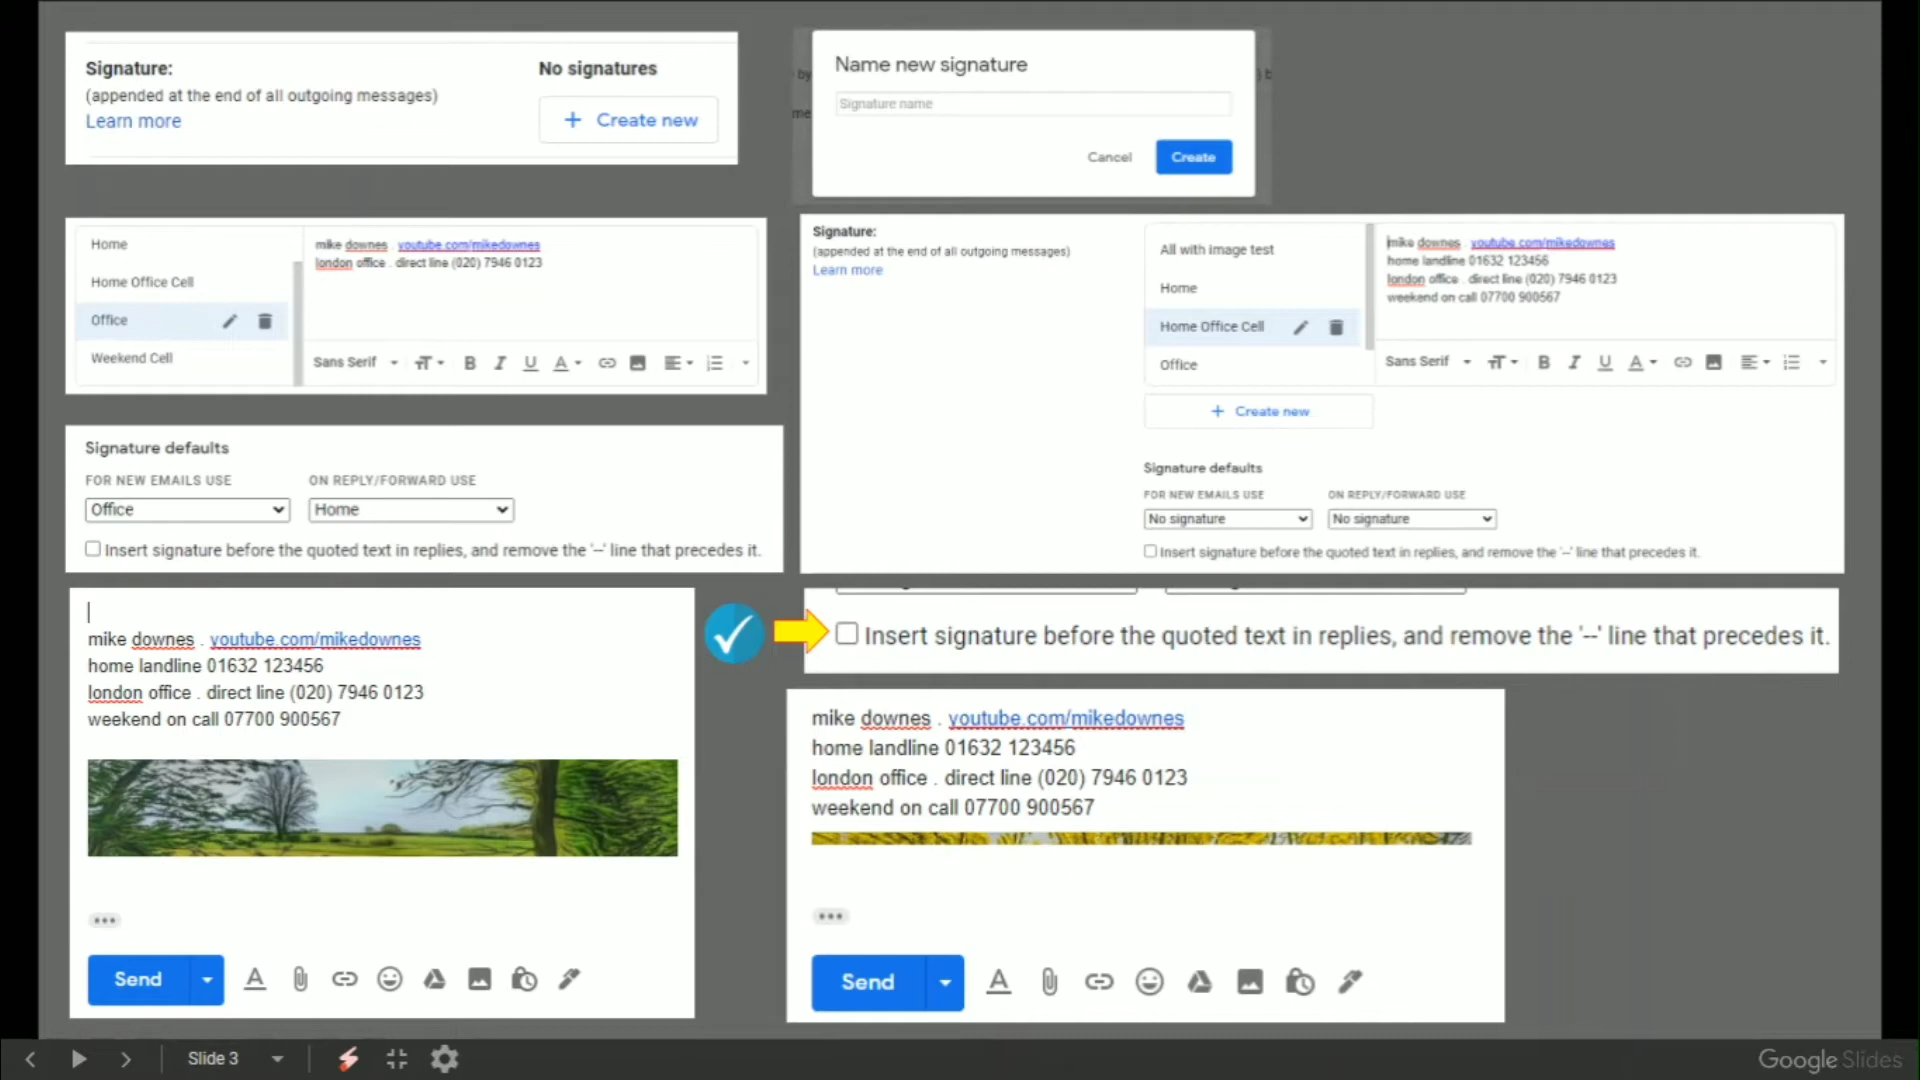 Signature:
(appended at the end of all outgoing messages)
Learn more
No signatures
+ Create new
Name new signature
Signature name
Cancel
Create
by
) b
me
Home
Home Office Cell
Office
Weekend Cell
mike downes . youtube.com/mikedownes
london office . direct line (020) 7946 0123
Sans Serif
Signature:
(appended at the end of all outgoing messages)
Learn more
All with image test
Home
Home Office Cell
Office
mike downes . youtube.com/mikedownes
home landline 01632 123456
london office . direct line (020) 7946 0123
weekend on call 07700 900567
Sans Serif
+ Create new
Signature defaults
FOR NEW EMAILS USE
ON REPLY/FORWARD USE
No signature
No signature
Insert signature before the quoted text in replies, and remove the '--' line that precedes it.
Signature defaults
FOR NEW EMAILS USE
ON REPLY/FORWARD USE
Office
Home
Insert signature before the quoted text in replies, and remove the '--' line that precedes it.
mike downes . youtube.com/mikedownes
home landline 01632 123456
london office . direct line (020) 7946 0123
weekend on call 07700 900567
Send
Insert signature before the quoted text in replies, and remove the '--' line that precedes it.
mike downes . youtube.com/mikedownes
home landline 01632 123456
london office . direct line (020) 7946 0123
weekend on call 07700 900567
Send
Slide 3
Google Slides